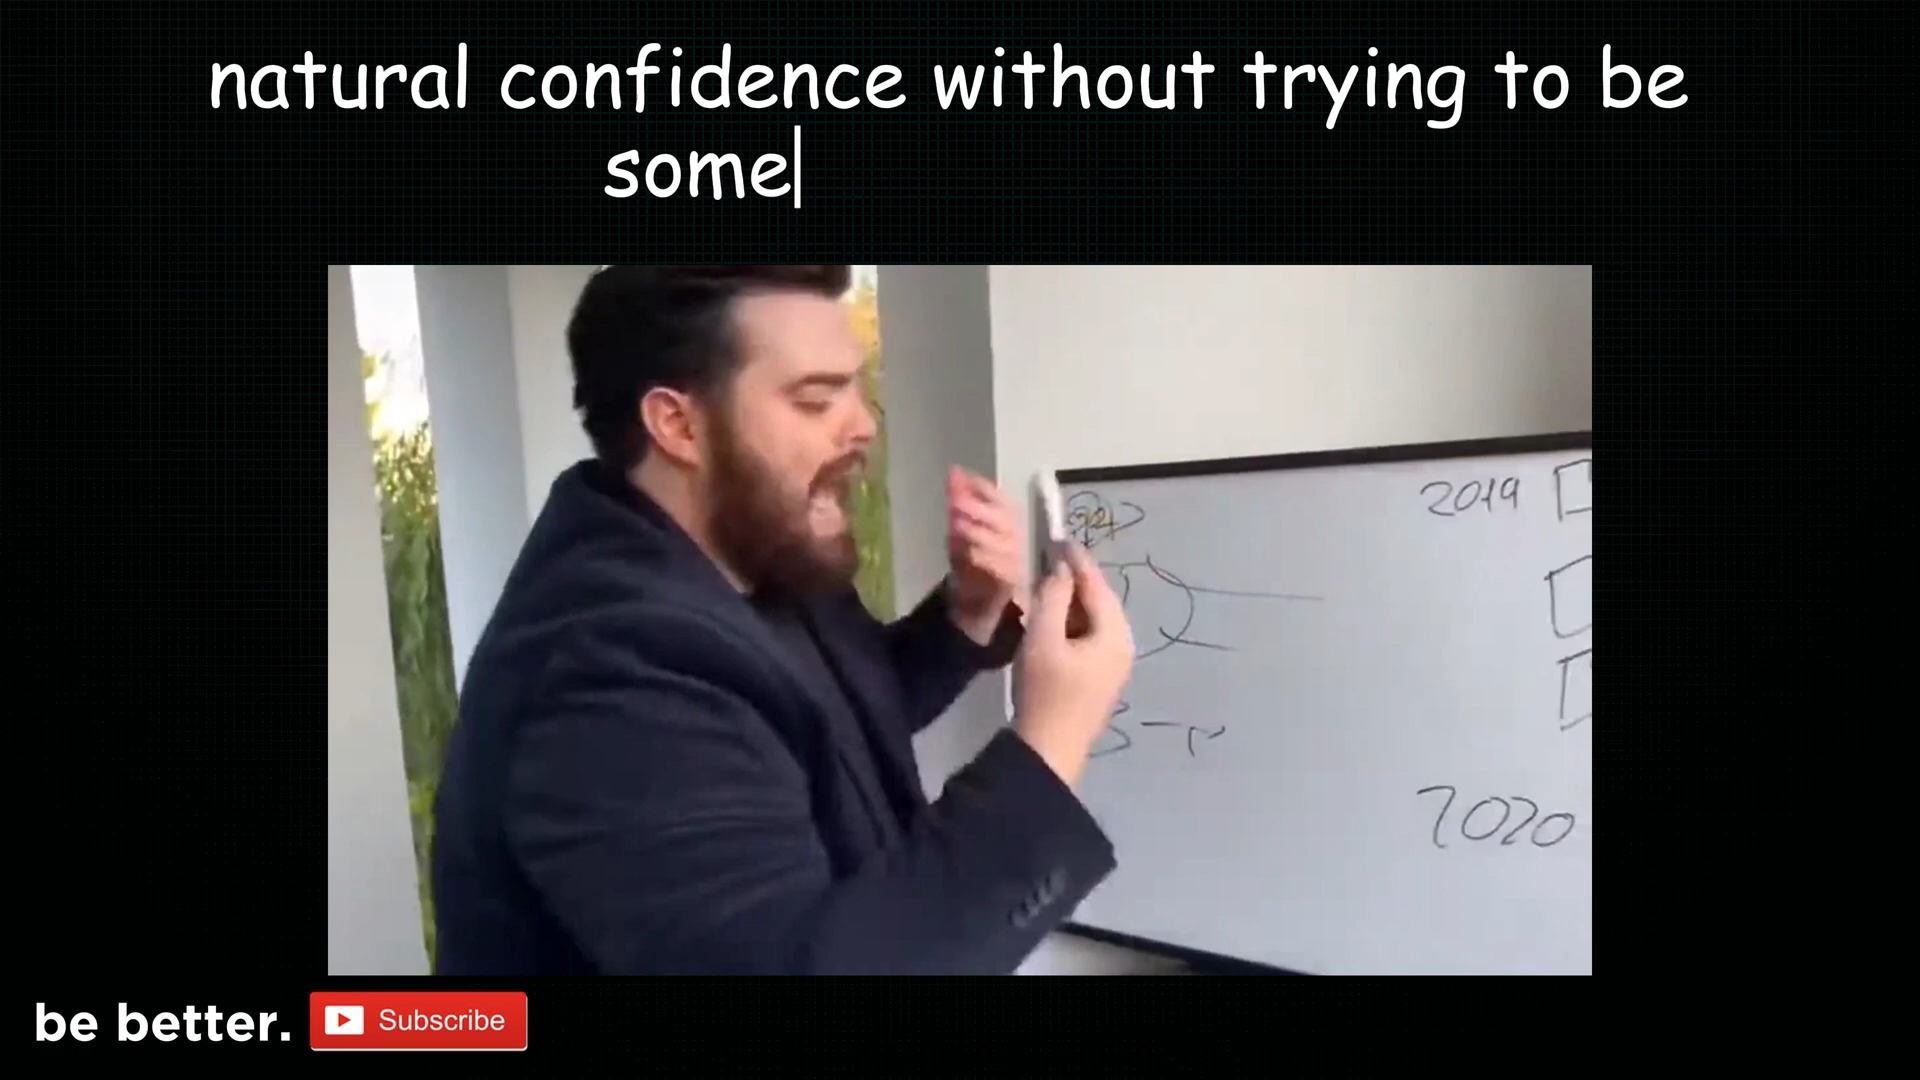 natural confidence without trying to be
some
2019
2020
be better.
Subscribe